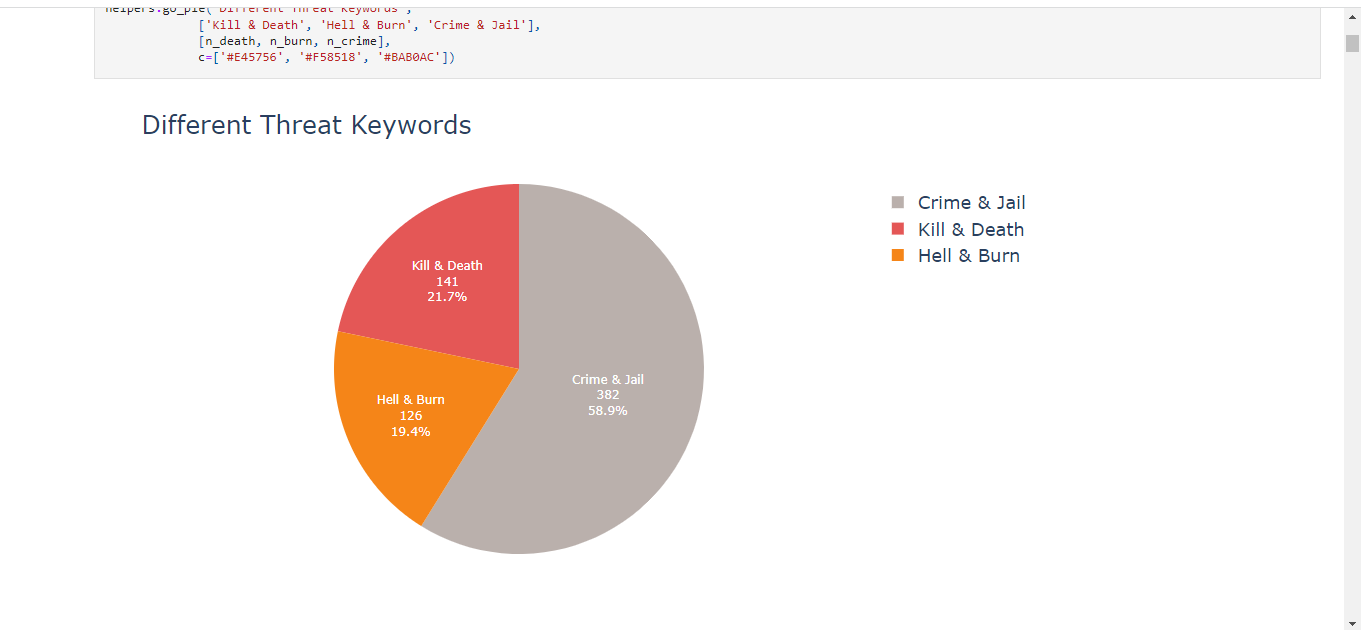 helpers.go_pie('Different Threat Keywords',
['Kill & Death', 'Hell & Burn', 'Crime & Jail'],
[n_death, n_burn, n_crime],
c=['#E45756', '#F58518', '#BAB0AC'])
Different Threat Keywords
Crime & Jail
Kill & Death
Hell & Burn
Kill & Death
141
21.7%
Crime & Jail
382
58.9%
Hell & Burn
126
19.4%